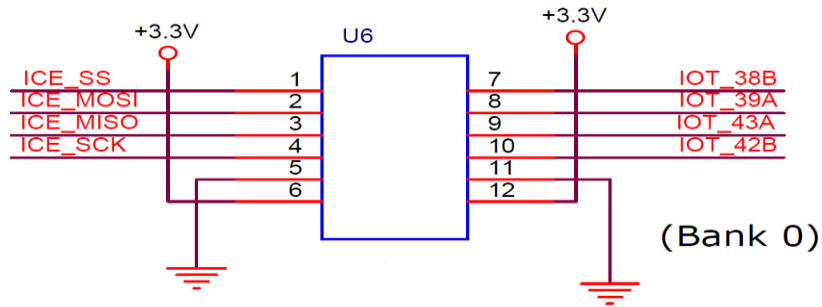 +3.3V
U6
+3.3V
ICE_SS 1 7 IOT_38B
ICE_MOSI 2 8 IOT_39A
ICE_MISO 3 9 IOT_43A
ICE_SCK 4 10 IOT_42B
5 11
6 12
(Bank 0)